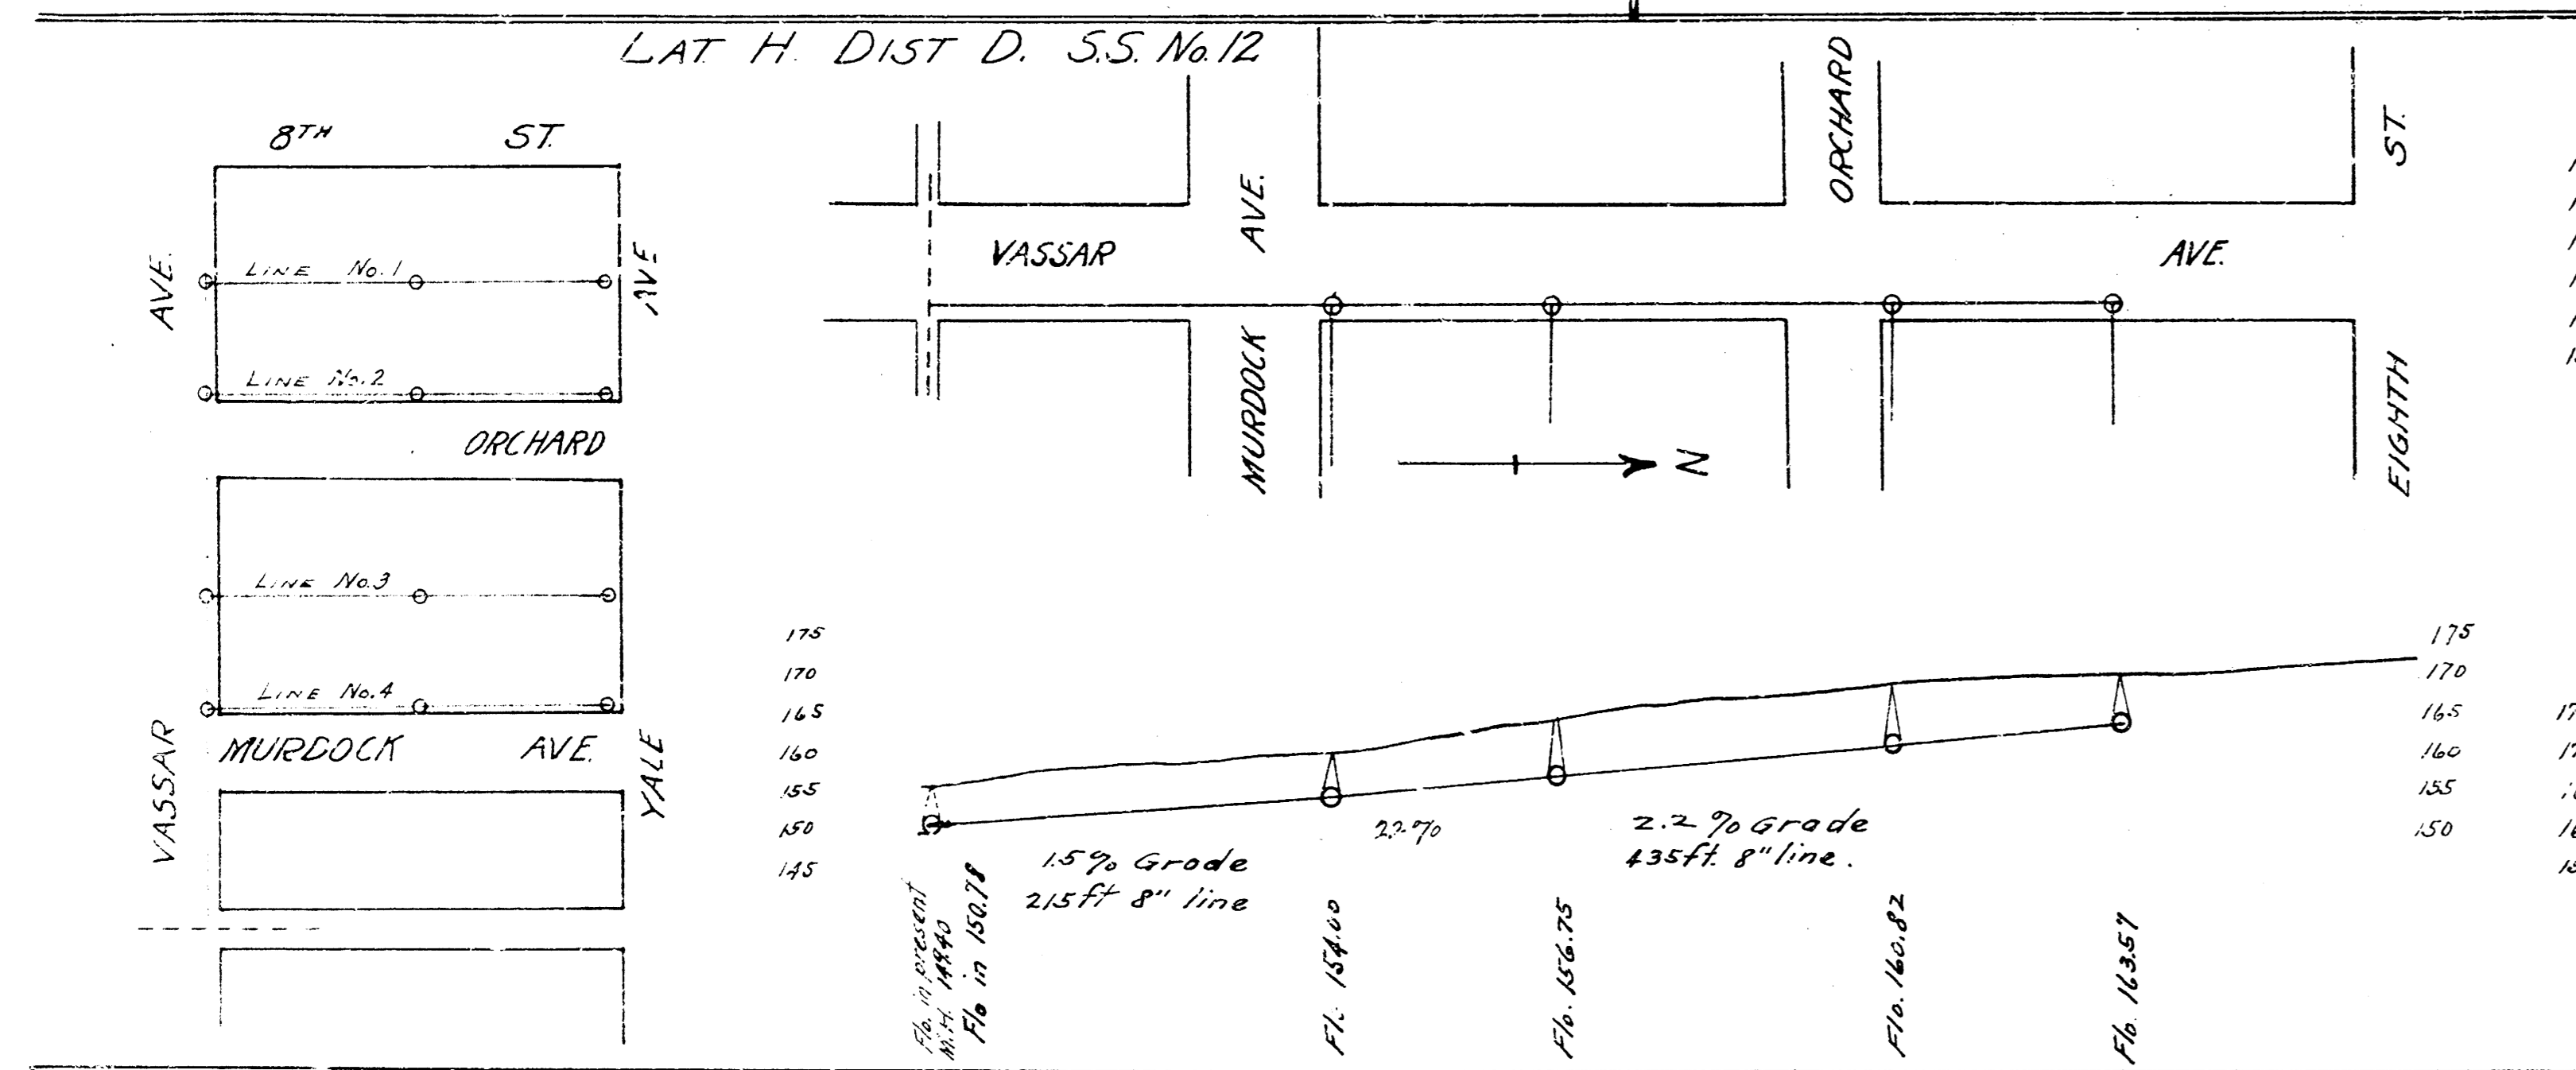 LAT H. DIST D. S.S. No. 12
8TH ST.
AVE.
AVE
LINE No. 1
LINE No. 2
ORCHARD
LINE No. 3
LINE No. 4
MURDOCK AVE.
VASSAR
YALE
VASSAR AVE.
MURDOCK AVE.
ORCHARD
EIGHTH ST.
N
175
170
165
160
155
150
145
175
170
165
160
155
150
1.5% Grade
215 ft 8" line
2.2%
2.2% Grade
435 ft. 8" line.
Flo. in present
M.H. 149.40
Flo in 150.78
Fl. 154.00
Flo. 156.75
Flo. 160.82
Flo. 163.57